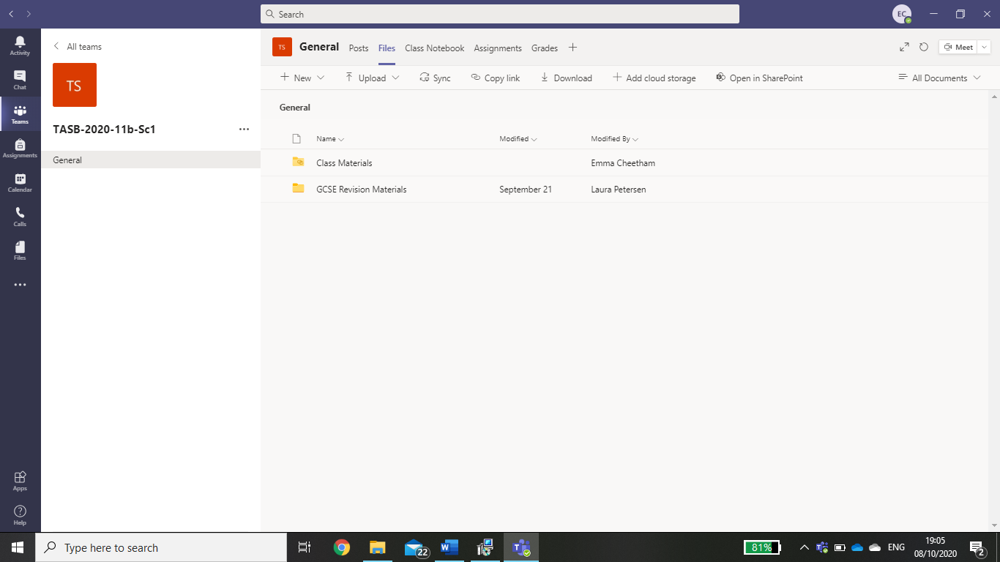 Search
EC
Activity
Chat
Teams
Assignments
Calendar
Calls
Files
Apps
Help
All teams
TS
TASB-2020-11b-Sc1
General
TS
General Posts Files Class Notebook Assignments Grades
Meet
New Upload Sync Copy link Download Add cloud storage Open in SharePoint All Documents
General
Name Modified Modified By
Class Materials Emma Cheetham
GCSE Revision Materials September 21 Laura Petersen
Type here to search
22
81%
ENG
19:05
08/10/2020
2